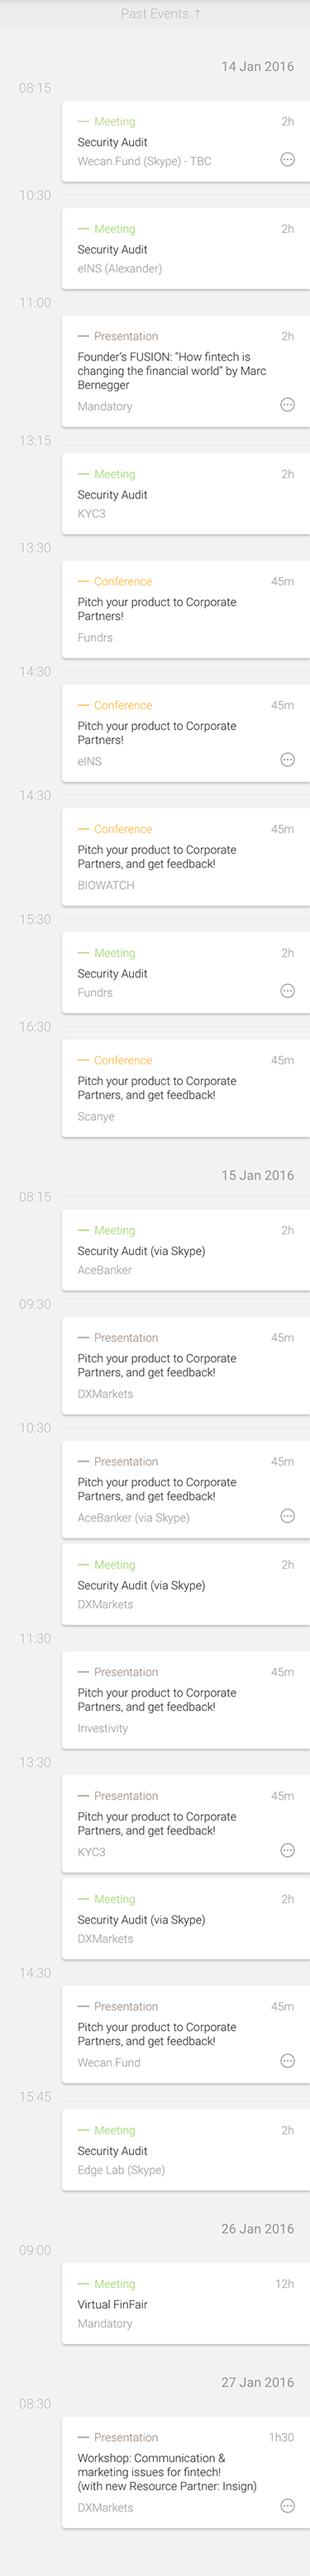 Past Events ↑
14 Jan 2016
08:15
— Meeting 2h
Security Audit
Wecan.Fund (Skype) - TBC
10:30
— Meeting 2h
Security Audit
eINS (Alexander)
11:00
— Presentation 2h
Founder’s FUSION: “How fintech is
changing the financial world” by Marc
Bernegger
Mandatory
13:15
— Meeting 2h
Security Audit
KYC3
13:30
— Conference 45m
Pitch your product to Corporate
Partners!
Fundrs
14:30
— Conference 45m
Pitch your product to Corporate
Partners!
eINS
14:30
— Conference 45m
Pitch your product to Corporate
Partners, and get feedback!
BIOWATCH
15:30
— Meeting 2h
Security Audit
Fundrs
16:30
— Conference 45m
Pitch your product to Corporate
Partners, and get feedback!
Scanye
15 Jan 2016
08:15
— Meeting 2h
Security Audit (via Skype)
AceBanker
09:30
— Presentation 45m
Pitch your product to Corporate
Partners, and get feedback!
DXMarkets
10:30
— Presentation 45m
Pitch your product to Corporate
Partners, and get feedback!
AceBanker (via Skype)
— Meeting 2h
Security Audit (via Skype)
DXMarkets
11:30
— Presentation 45m
Pitch your product to Corporate
Partners, and get feedback!
Investivity
13:30
— Presentation 45m
Pitch your product to Corporate
Partners, and get feedback!
KYC3
— Meeting 2h
Security Audit (via Skype)
DXMarkets
14:30
— Presentation 45m
Pitch your product to Corporate
Partners, and get feedback!
Wecan.Fund
15:45
— Meeting 2h
Security Audit
Edge Lab (Skype)
26 Jan 2016
09:00
— Meeting 12h
Virtual FinFair
Mandatory
27 Jan 2016
08:30
— Presentation 1h30
Workshop: Communication &
marketing issues for fintech!
(with new Resource Partner: Insign)
DXMarkets